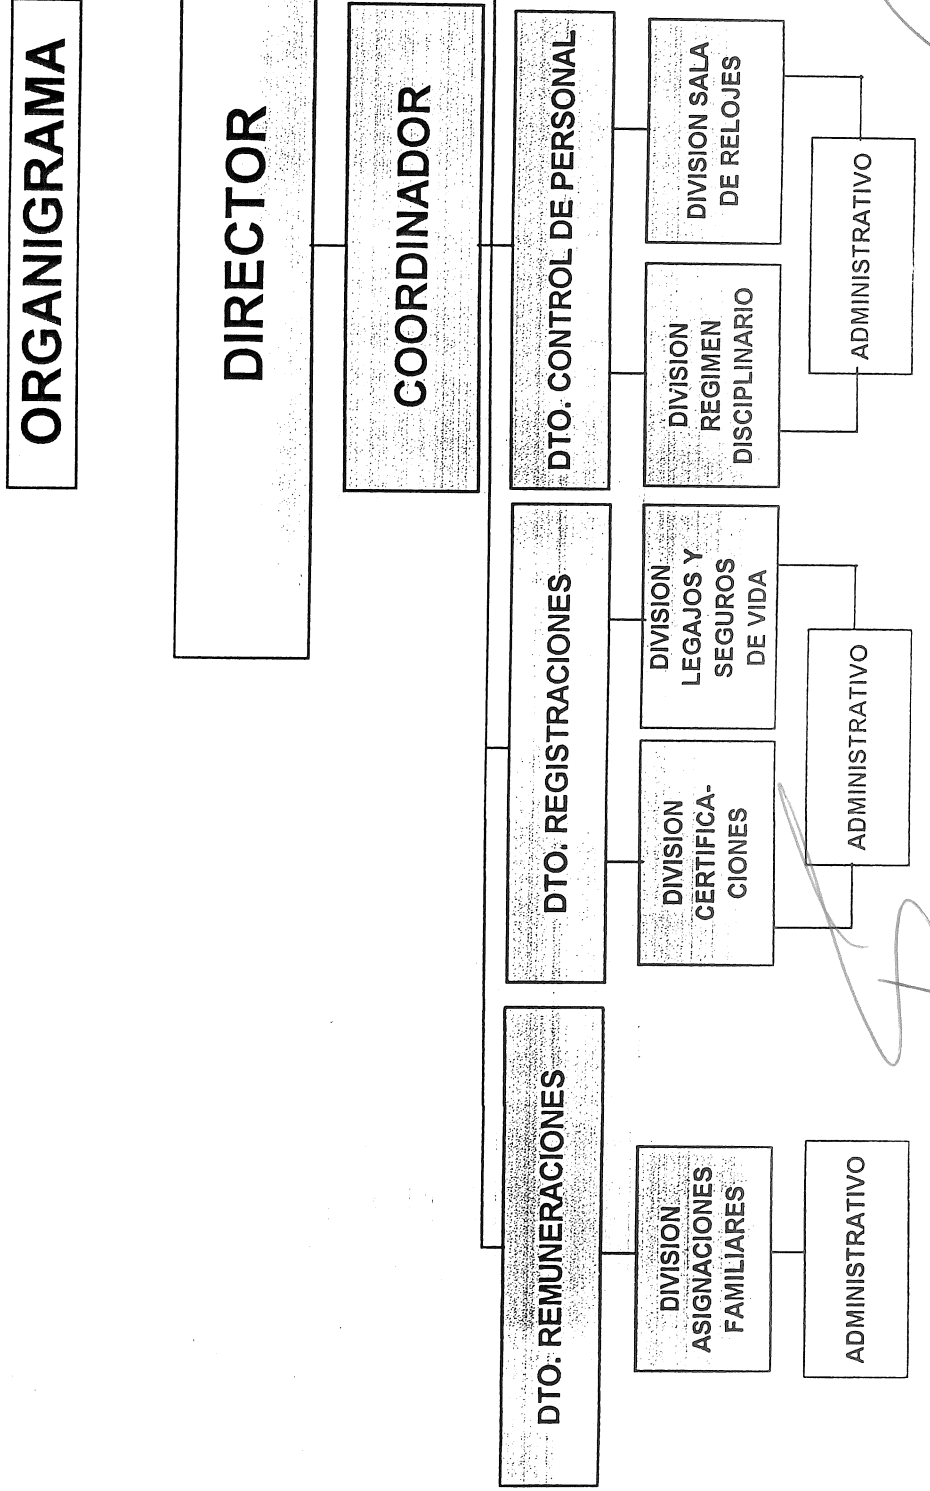 ORGANIGRAMA
DIRECTOR
COORDINADOR
DTO. REMUNERACIONES
DTO. REGISTRACIONES
DTO. CONTROL DE PERSONAL
DIVISION
ASIGNACIONES
FAMILIARES
DIVISION
CERTIFICA-
CIONES
DIVISION
LEGAJOS Y
SEGUROS
DE VIDA
DIVISION
REGIMEN
DISCIPLINARIO
DIVISION SALA
DE RELOJES
ADMINISTRATIVO
ADMINISTRATIVO
ADMINISTRATIVO